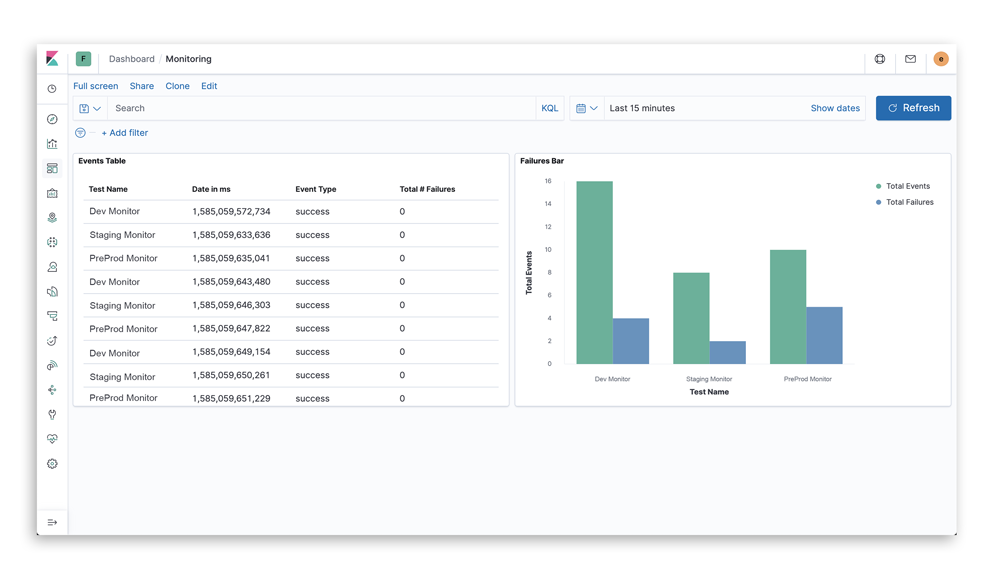 F Dashboard / Monitoring e
Full screen Share Clone Edit
Search KQL Last 15 minutes Show dates Refresh
+ Add filter
Events Table
Test Name Date in ms Event Type Total # Failures
Dev Monitor 1,585,059,572,734 success 0
Staging Monitor 1,585,059,633,636 success 0
PreProd Monitor 1,585,059,635,041 success 0
Dev Monitor 1,585,059,643,480 success 0
Staging Monitor 1,585,059,646,303 success 0
PreProd Monitor 1,585,059,647,822 success 0
Dev Monitor 1,585,059,649,154 success 0
Staging Monitor 1,585,059,650,261 success 0
PreProd Monitor 1,585,059,651,229 success 0
Failures Bar
Total Events
16
14
12
10
8
6
4
2
0
Dev Monitor Staging Monitor PreProd Monitor
Test Name
Total Events
Total Failures